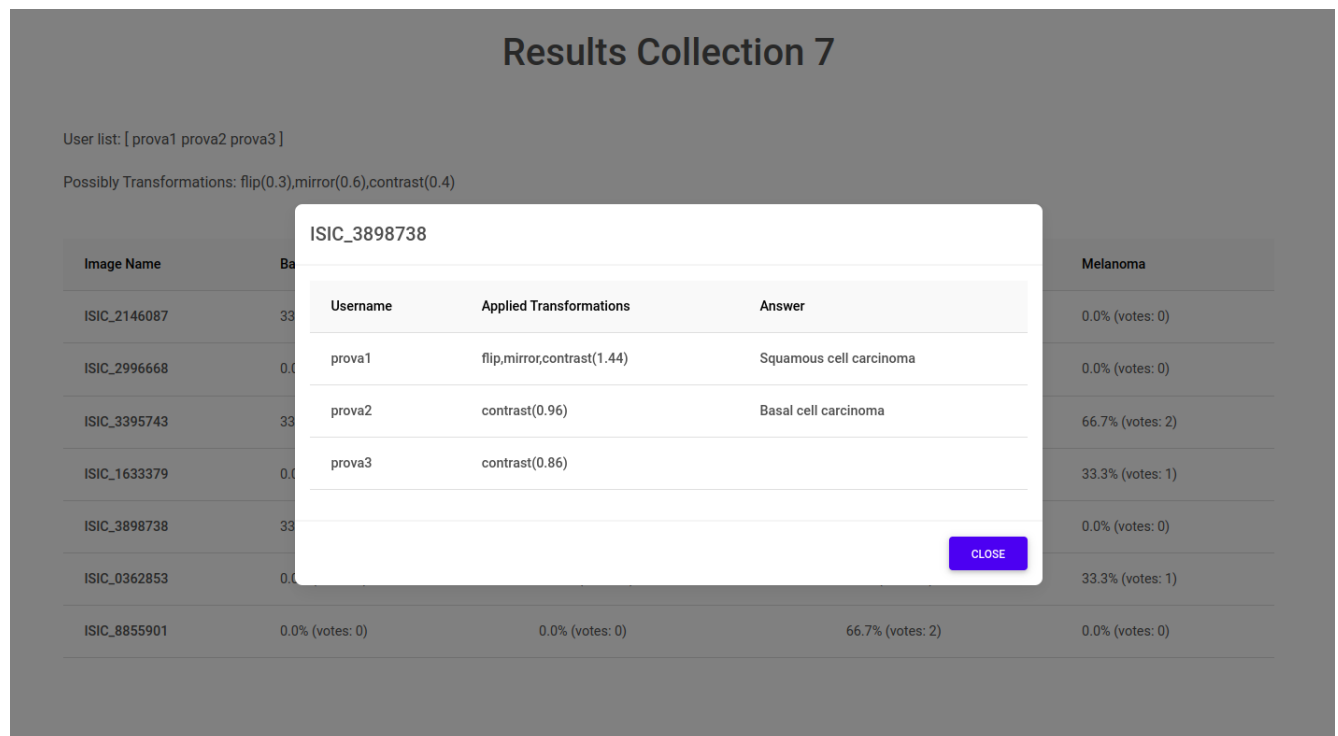 Results Collection 7
User list: [ prova1 prova2 prova3 ]
Possibly Transformations: flip(0.3),mirror(0.6),contrast(0.4)
ISIC_3898738
Username Applied Transformations Answer
prova1 flip,mirror,contrast(1.44) Squamous cell carcinoma
prova2 contrast(0.96) Basal cell carcinoma
prova3 contrast(0.86)
CLOSE
Image Name Melanoma
ISIC_2146087 0.0% (votes: 0)
ISIC_2996668 0.0% (votes: 0)
ISIC_3395743 66.7% (votes: 2)
ISIC_1633379 33.3% (votes: 1)
ISIC_3898738 0.0% (votes: 0)
ISIC_0362853 33.3% (votes: 1)
ISIC_8855901 0.0% (votes: 0) 0.0% (votes: 0) 66.7% (votes: 2) 0.0% (votes: 0)